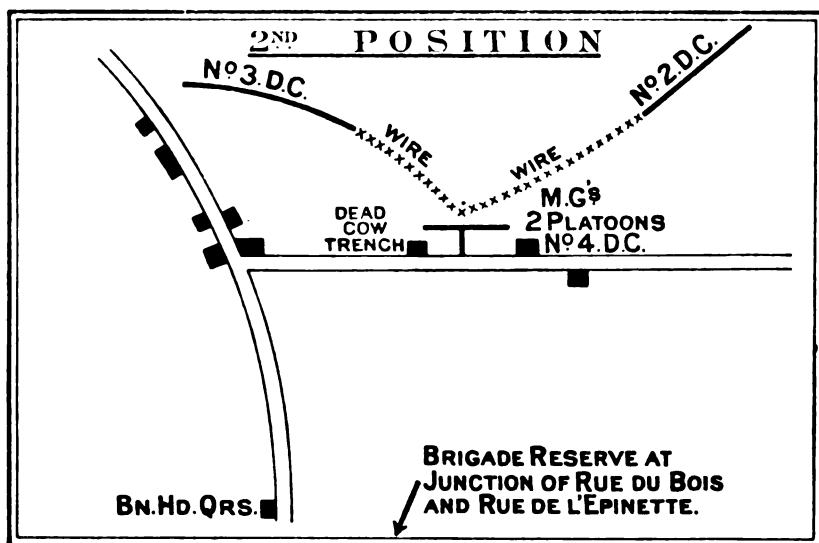 2ND POSITION
No 3. D.C.
No 2. D.C.
WIRE
WIRE
DEAD
COW
TRENCH
M.G's
2 PLATOONS
No 4. D.C.
BRIGADE RESERVE AT
JUNCTION OF RUE DU BOIS
AND RUE DE L'EPINETTE.
BN. HD. QRS.